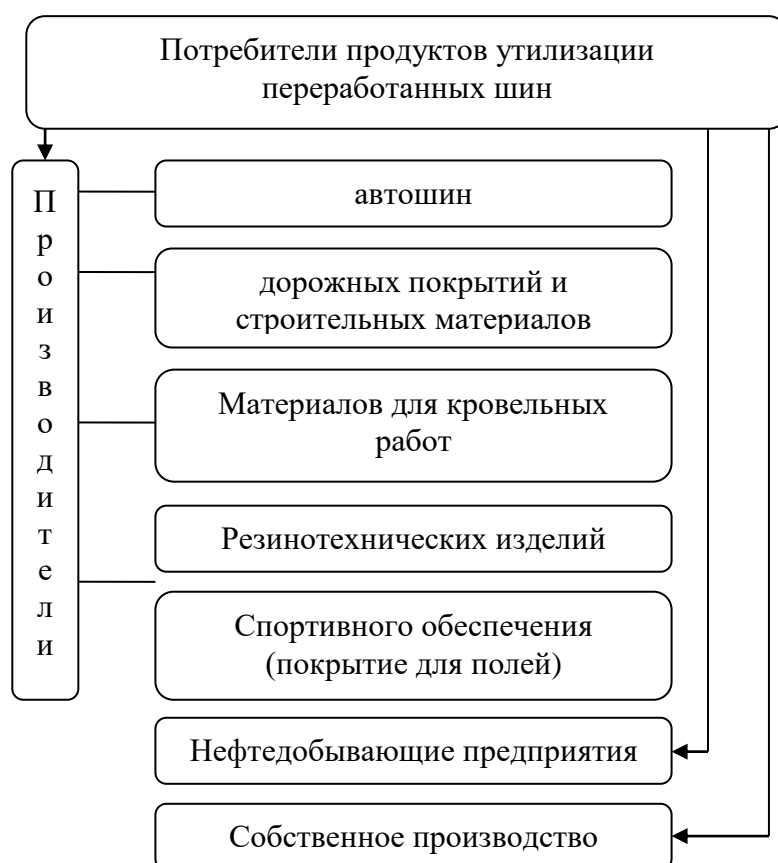 Потребители продуктов утилизации
переработанных шин
Производители
автошин
дорожных покрытий и
строительных материалов
Материалов для кровельных
работ
Резинотехнических изделий
Спортивного обеспечения
(покрытие для полей)
Нефтедобывающие предприятия
Собственное производство